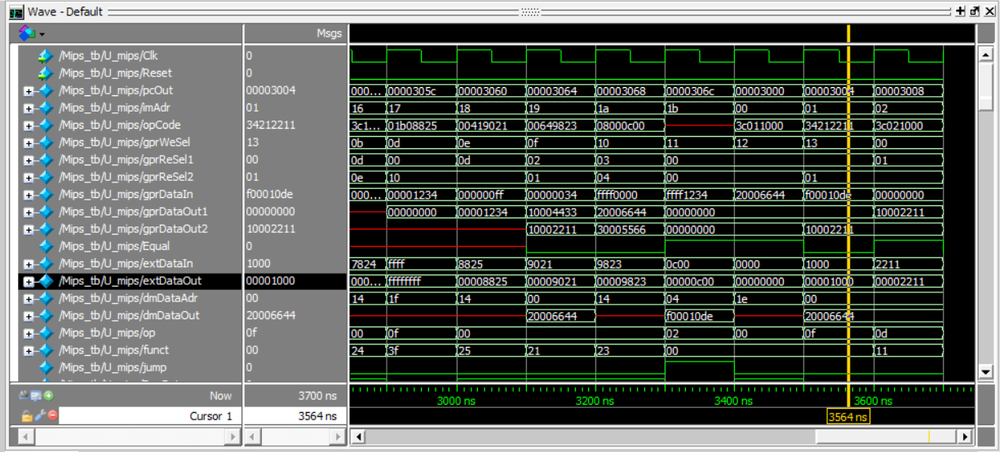 Wave - Default
Msgs
/Mips_tb/U_mips/Clk 0
/Mips_tb/U_mips/Reset 0
/Mips_tb/U_mips/pcOut 00003004 000... 0000305c 00003060 00003064 00003068 0000306c 00003000 00003004 00003008
/Mips_tb/U_mips/imAdr 01 16 17 18 19 1a 1b 00 01 02
/Mips_tb/U_mips/opCode 34212211 3c1... 01b08825 00419021 00649823 08000c00 3c011000 34212211 3c021000
/Mips_tb/U_mips/gprWeSel 13 0b 0d 0e 0f 10 11 12 13 00
/Mips_tb/U_mips/gprReSel1 00 0d 00 0d 02 03 00 01
/Mips_tb/U_mips/gprReSel2 01 0e 10 01 04 00 01
/Mips_tb/U_mips/gprDataIn f00010de 000... 00001234 000000ff 00000034 ffff0000 ffff1234 20006644 f00010de 00000000
/Mips_tb/U_mips/gprDataOut1 00000000 00000000 00001234 10004433 20006644 00000000 10002211
/Mips_tb/U_mips/gprDataOut2 10002211 10002211 30005566 00000000 10002211
/Mips_tb/U_mips/Equal 0
/Mips_tb/U_mips/extDataIn 1000 7824 ffff 8825 9021 9823 0c00 0000 1000 2211
/Mips_tb/U_mips/extDataOut 00001000 000... ffffffff 00008825 00009021 00009823 00000c00 00000000 00001000 00002211
/Mips_tb/U_mips/dmDataAdr 00 14 1f 14 00 14 04 1e 00
/Mips_tb/U_mips/dmDataOut 20006644 20006644 f00010de 20006644
/Mips_tb/U_mips/op 0f 00 0f 00 02 00 0f 0d
/Mips_tb/U_mips/funct 00 24 3f 25 21 23 00 11
/Mips_tb/U_mips/jump 0
Now 3700 ns 3000 ns 3200 ns 3400 ns 3600 ns
Cursor 1 3564 ns 3564 ns